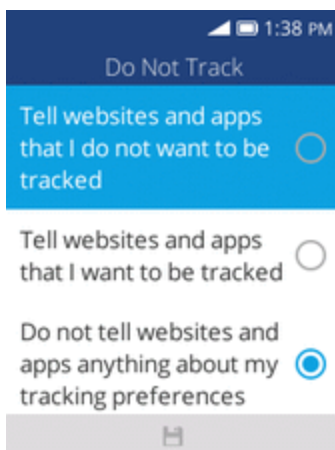 1:38 PM
Do Not Track
Tell websites and apps
that I do not want to be
tracked
Tell websites and apps
that I want to be tracked
Do not tell websites and
apps anything about my
tracking preferences